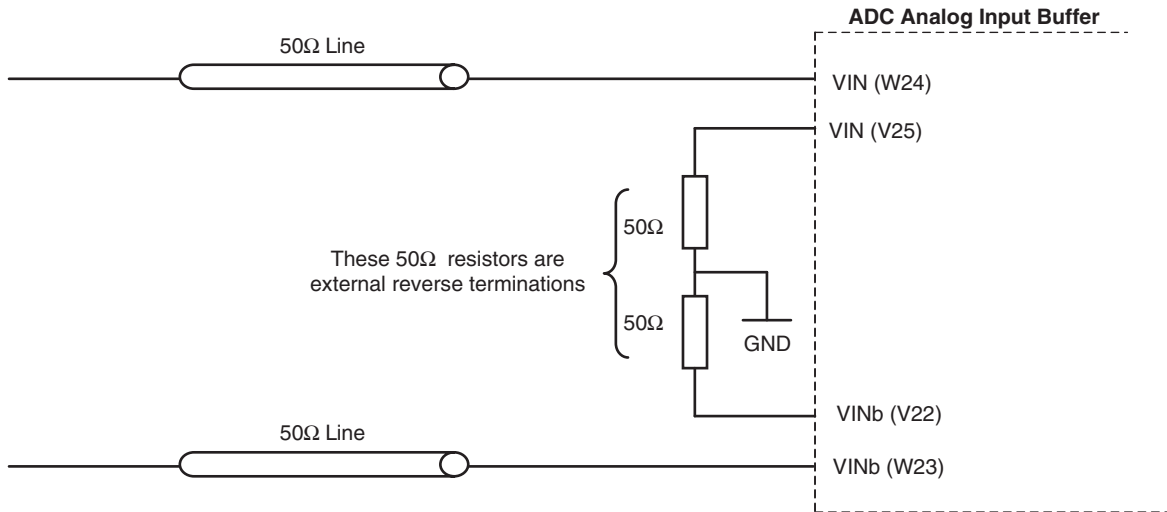 ADC Analog Input Buffer
50Ω Line
VIN (W24)
VIN (V25)
50Ω
These 50Ω resistors are
external reverse terminations
50Ω
GND
VINb (V22)
50Ω Line
VINb (W23)